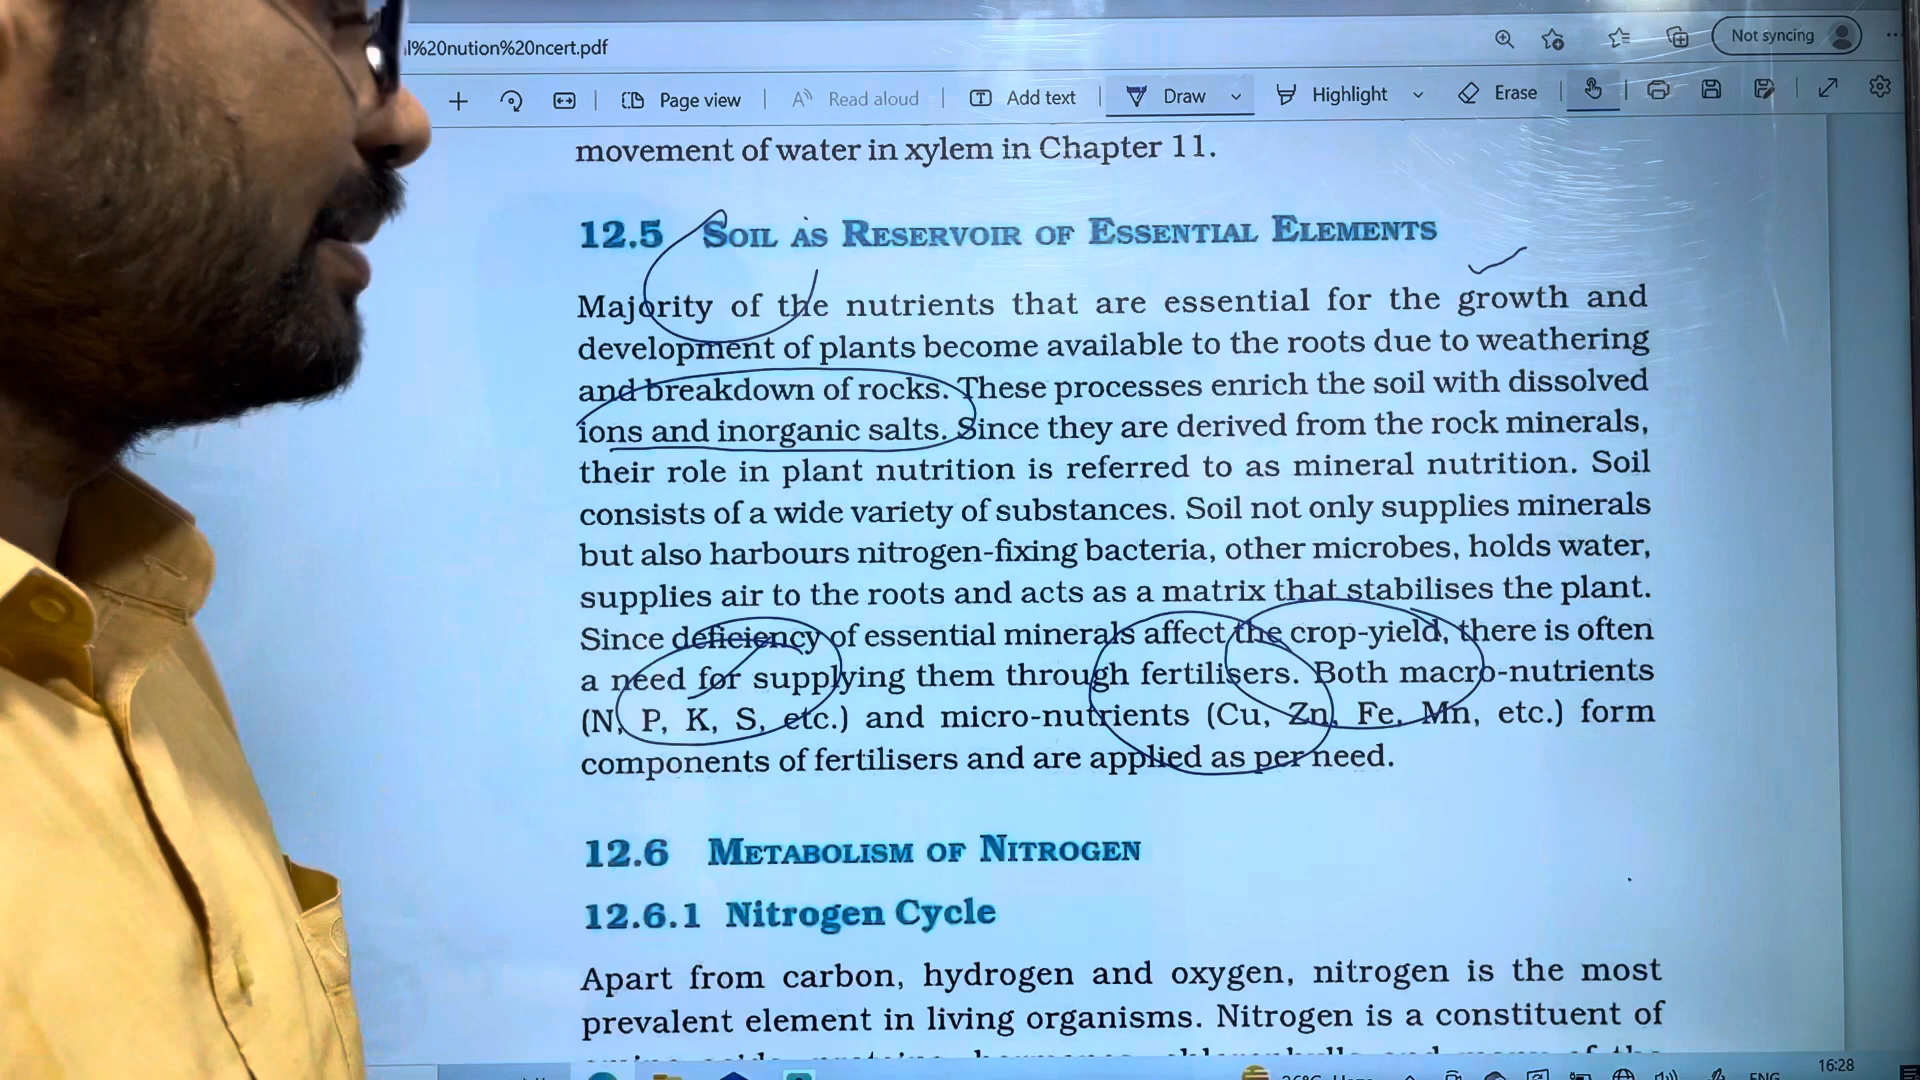 l%20nution%20ncert.pdf
Not syncing
Page view
Read aloud
Add text
Draw
Highlight
Erase
movement of water in xylem in Chapter 11.
12.5 SOIL AS RESERVOIR OF ESSENTIAL ELEMENTS
Majority of the nutrients that are essential for the growth and
development of plants become available to the roots due to weathering
and breakdown of rocks. These processes enrich the soil with dissolved
ions and inorganic salts. Since they are derived from the rock minerals,
their role in plant nutrition is referred to as mineral nutrition. Soil
consists of a wide variety of substances. Soil not only supplies minerals
but also harbours nitrogen-fixing bacteria, other microbes, holds water,
supplies air to the roots and acts as a matrix that stabilises the plant.
Since deficiency of essential minerals affect the crop-yield, there is often
a need for supplying them through fertilisers. Both macro-nutrients
(N, P, K, S, etc.) and micro-nutrients (Cu, Zn, Fe, Mn, etc.) form
components of fertilisers and are applied as per need.
12.6 METABOLISM OF NITROGEN
12.6.1 Nitrogen Cycle
Apart from carbon, hydrogen and oxygen, nitrogen is the most
prevalent element in living organisms. Nitrogen is a constituent of
ENG
16:28